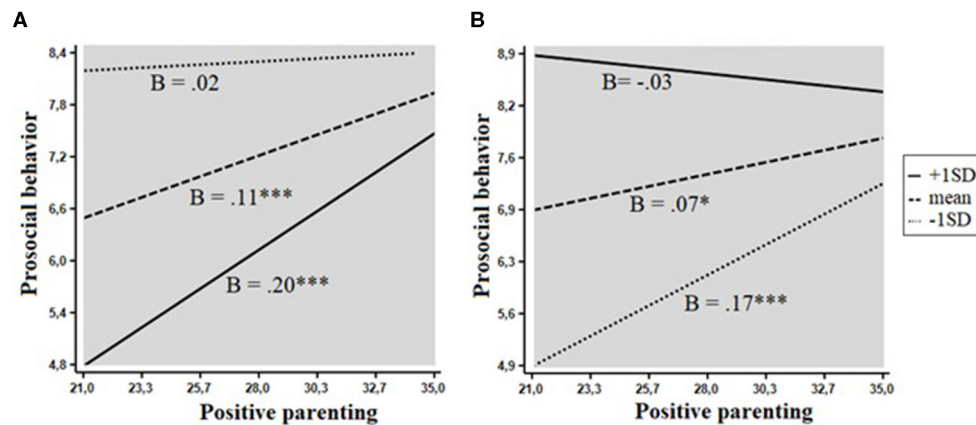 A
8,4
7,8
7,2
6,6
6,0
5,4
4,8
Prosocial behavior
B = .02
B = .11***
B = .20***
21,0 23,3 25,7 28,0 30,3 32,7 35,0
Positive parenting
B
8,9
8,2
7,6
6,9
6,3
5,6
4,9
Prosocial behavior
B= -.03
B = .07*
B = .17***
21,0 23,3 25,7 28,0 30,3 32,7 35,0
Positive parenting
+1SD
mean
-1SD